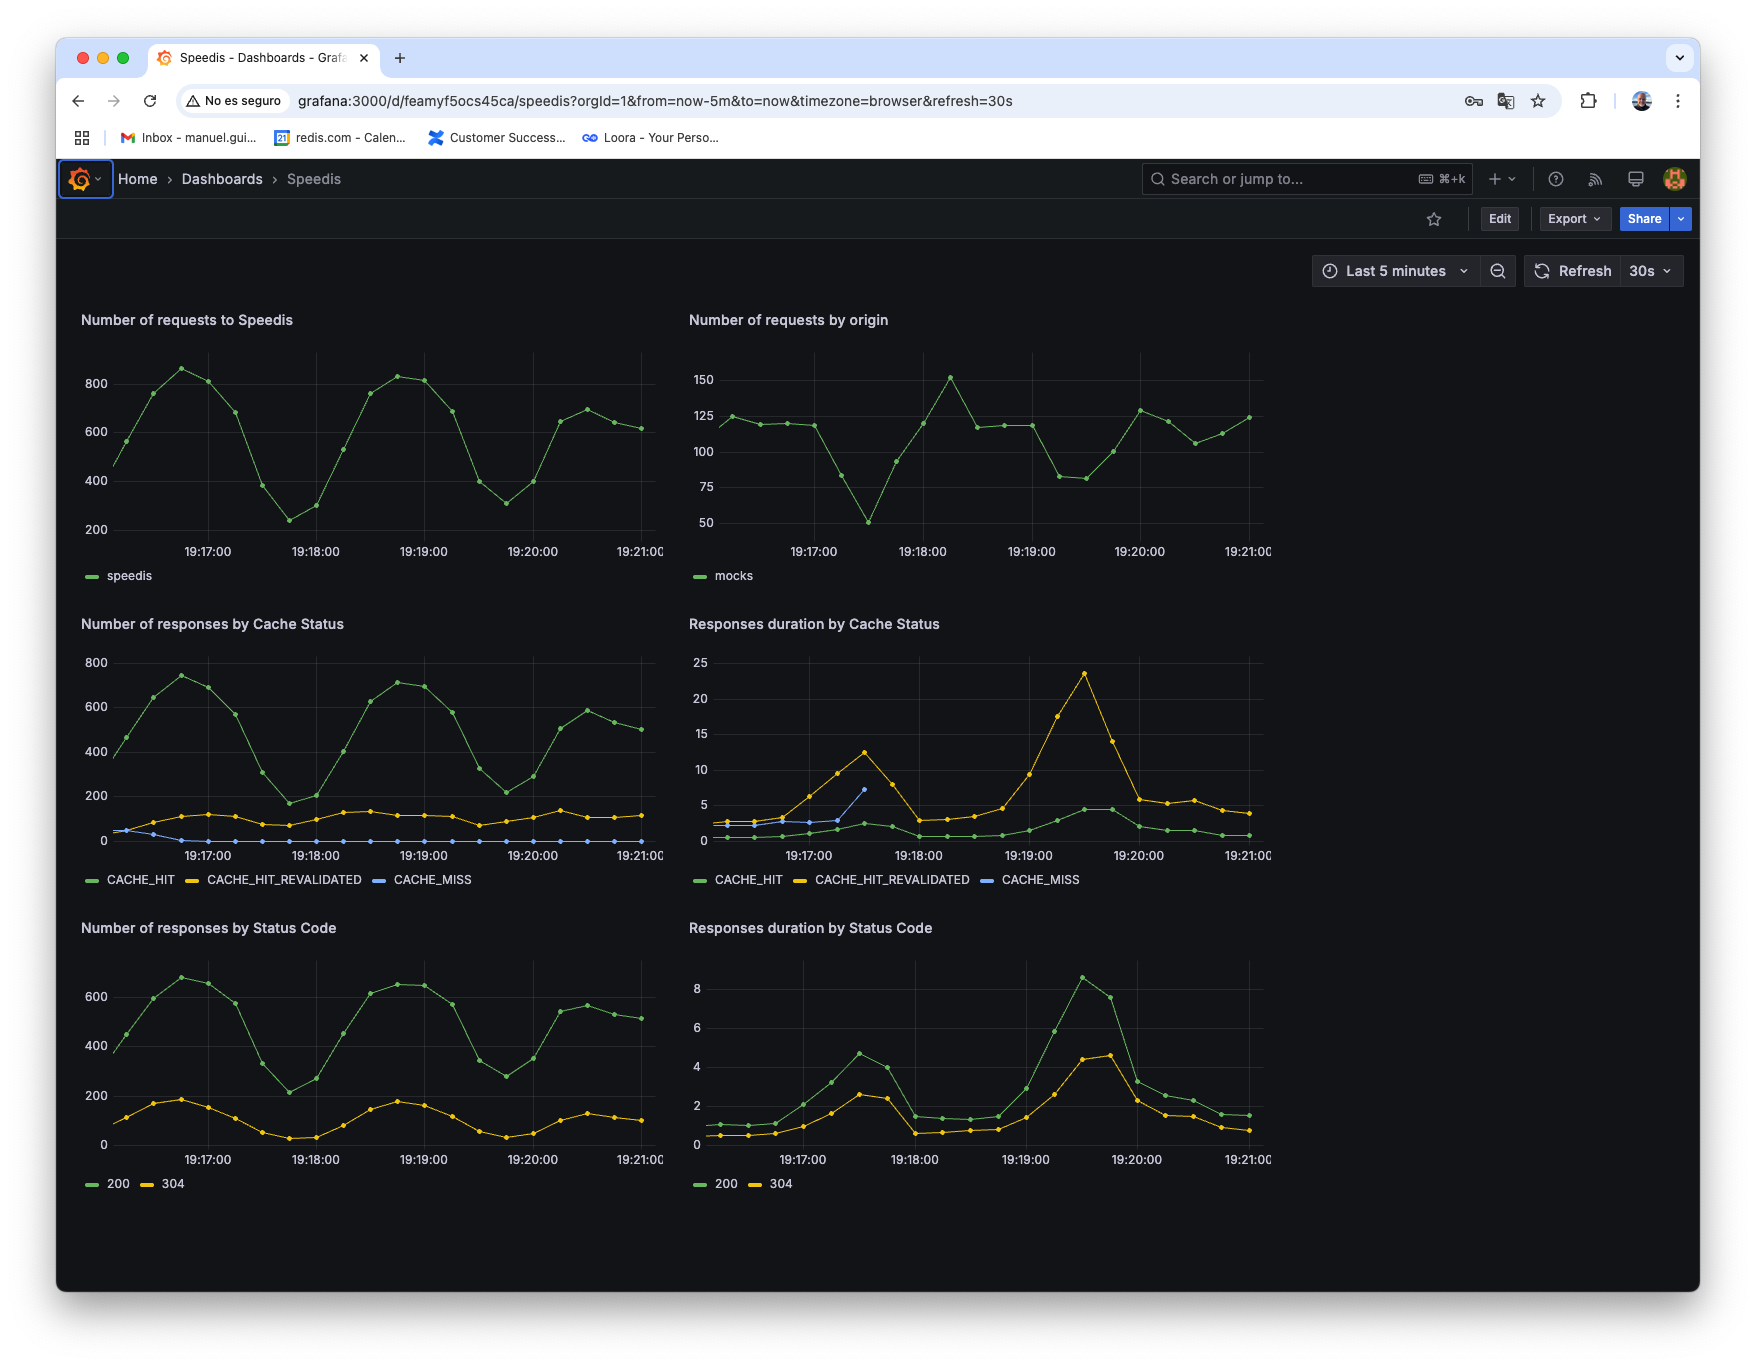 Speedis - Dashboards - Grafa
No es seguro
grafana:3000/d/feamyf5ocs45ca/speedis?orgId=1&from=now-5m&to=now&timezone=browser&refresh=30s
Inbox - manuel.gui...
21
redis.com - Calen...
Customer Success...
Loora - Your Perso...
Home › Dashboards › Speedis
Search or jump to...
⌘+k
Edit
Export
Share
Last 5 minutes
Refresh
30s
Number of requests to Speedis
800
600
400
200
19:17:00 19:18:00 19:19:00 19:20:00 19:21:00
speedis
Number of requests by origin
150
125
100
75
50
19:17:00 19:18:00 19:19:00 19:20:00 19:21:00
mocks
Number of responses by Cache Status
800
600
400
200
0
19:17:00 19:18:00 19:19:00 19:20:00 19:21:00
CACHE_HIT CACHE_HIT_REVALIDATED CACHE_MISS
Responses duration by Cache Status
25
20
15
10
5
0
19:17:00 19:18:00 19:19:00 19:20:00 19:21:00
CACHE_HIT CACHE_HIT_REVALIDATED CACHE_MISS
Number of responses by Status Code
600
400
200
0
19:17:00 19:18:00 19:19:00 19:20:00 19:21:00
200 304
Responses duration by Status Code
8
6
4
2
0
19:17:00 19:18:00 19:19:00 19:20:00 19:21:00
200 304